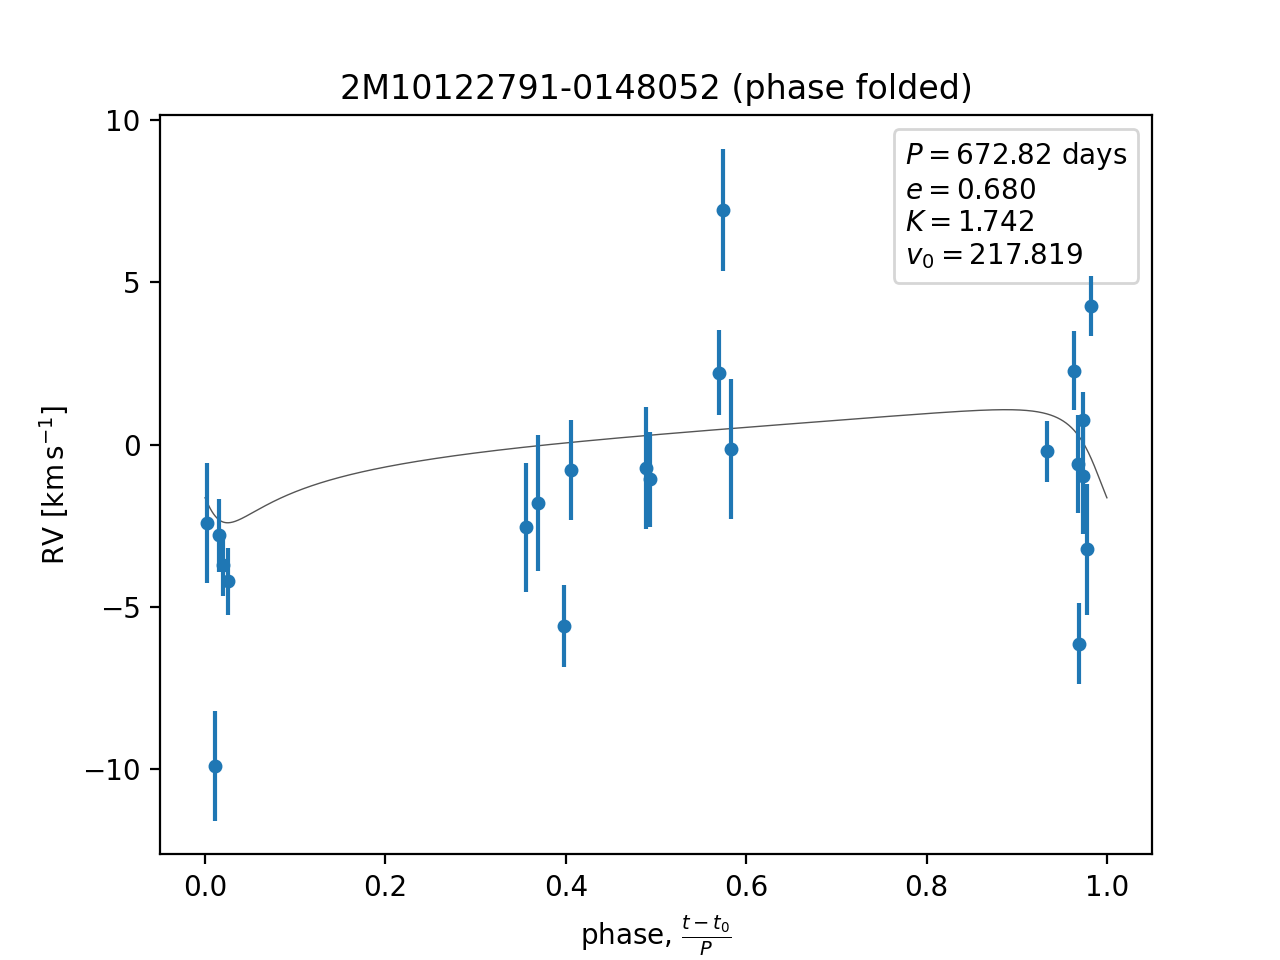 2M10122791-0148052 (phase folded)
10
5
0
−5
−10
RV [km s⁻¹]
P = 672.82 days
e = 0.680
K = 1.742
v₀ = 217.819
0.0 0.2 0.4 0.6 0.8 1.0
phase, (t − t₀)/P